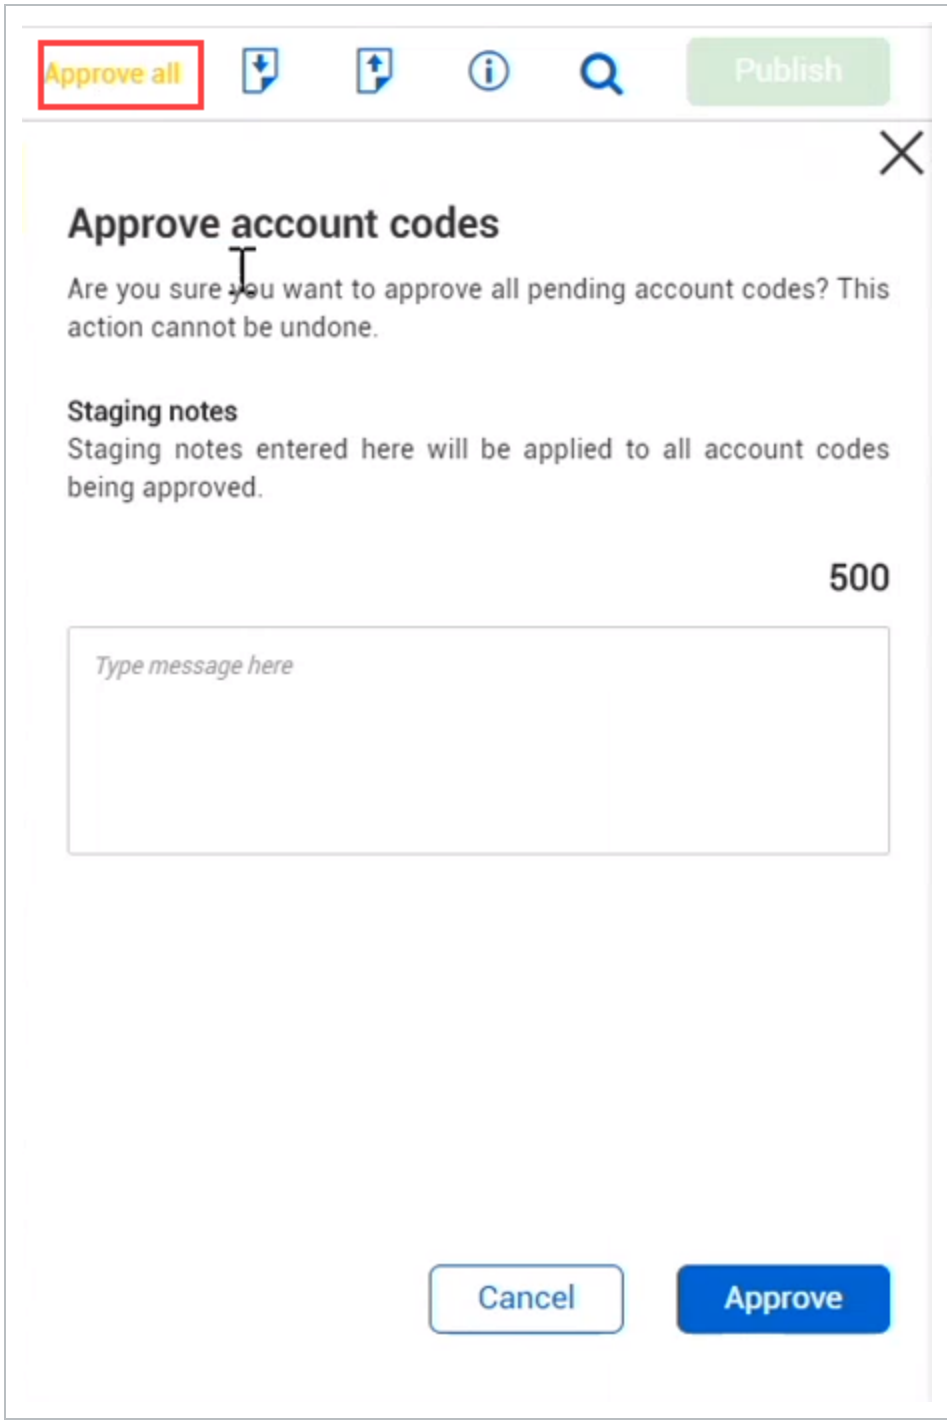 Approve all
Publish
Approve account codes
Are you sure you want to approve all pending account codes? This
action cannot be undone.
Staging notes
Staging notes entered here will be applied to all account codes
being approved.
500
Type message here
Cancel
Approve